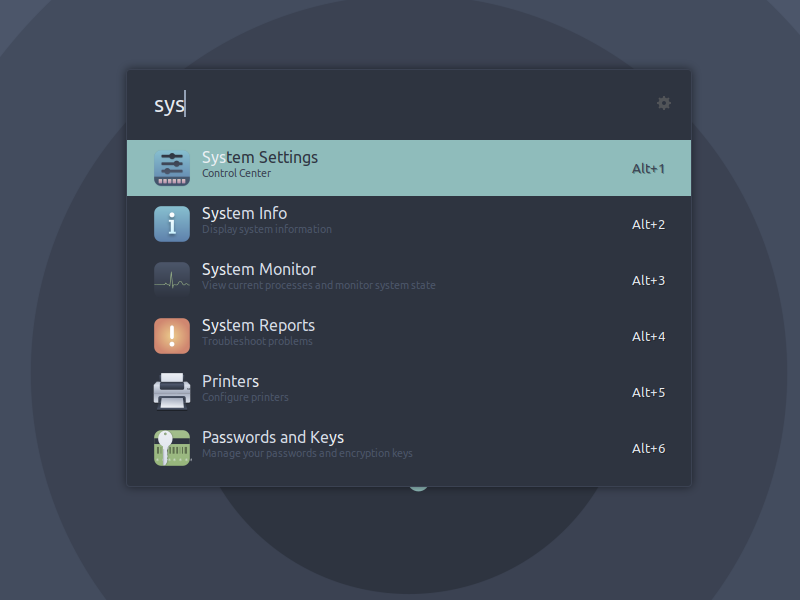 sys
System Settings
Control Center
Alt+1
System Info
Display system information
Alt+2
System Monitor
View current processes and monitor system state
Alt+3
System Reports
Troubleshoot problems
Alt+4
Printers
Configure printers
Alt+5
Passwords and Keys
Manage your passwords and encryption keys
Alt+6